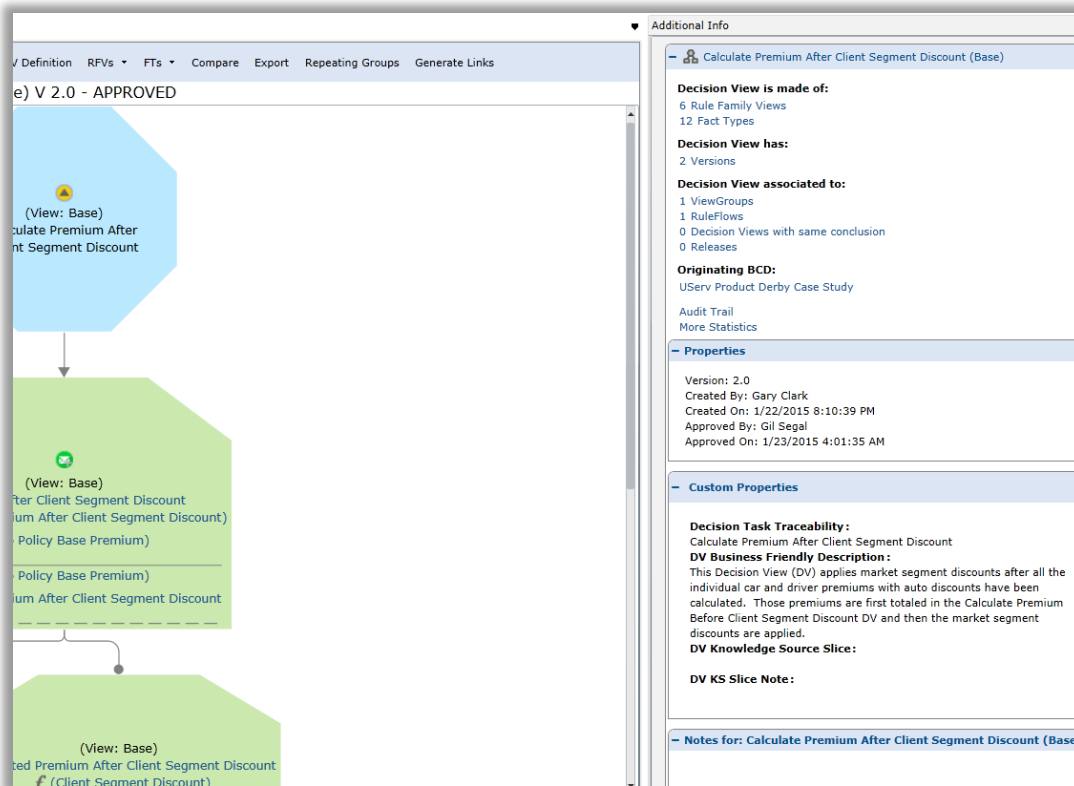 Additional Info
Definition RFVs FTs Compare Export Repeating Groups Generate Links
V 2.0 - APPROVED
(View: Base)
Premium After
Segment Discount
(View: Base)
Client Segment Discount
After Client Segment Discount)
Policy Base Premium)
Policy Base Premium)
After Client Segment Discount
(View: Base)
Premium After Client Segment Discount
(Client Segment Discount)
Calculate Premium After Client Segment Discount (Base)
Decision View is made of:
6 Rule Family Views
12 Fact Types
Decision View has:
2 Versions
Decision View associated to:
1 ViewGroups
1 RuleFlows
0 Decision Views with same conclusion
0 Releases
Originating BCD:
UServ Product Derby Case Study
Audit Trail
More Statistics
Properties
Version: 2.0
Created By: Gary Clark
Created On: 1/22/2015 8:10:39 PM
Approved By: Gil Segal
Approved On: 1/23/2015 4:01:35 AM
Custom Properties
Decision Task Traceability:
Calculate Premium After Client Segment Discount
DV Business Friendly Description:
This Decision View (DV) applies market segment discounts after all the
individual car and driver premiums with auto discounts have been
calculated. Those premiums are first totaled in the Calculate Premium
Before Client Segment Discount DV and then the market segment
discounts are applied.
DV Knowledge Source Slice:
DV KS Slice Note:
Notes for: Calculate Premium After Client Segment Discount (Base